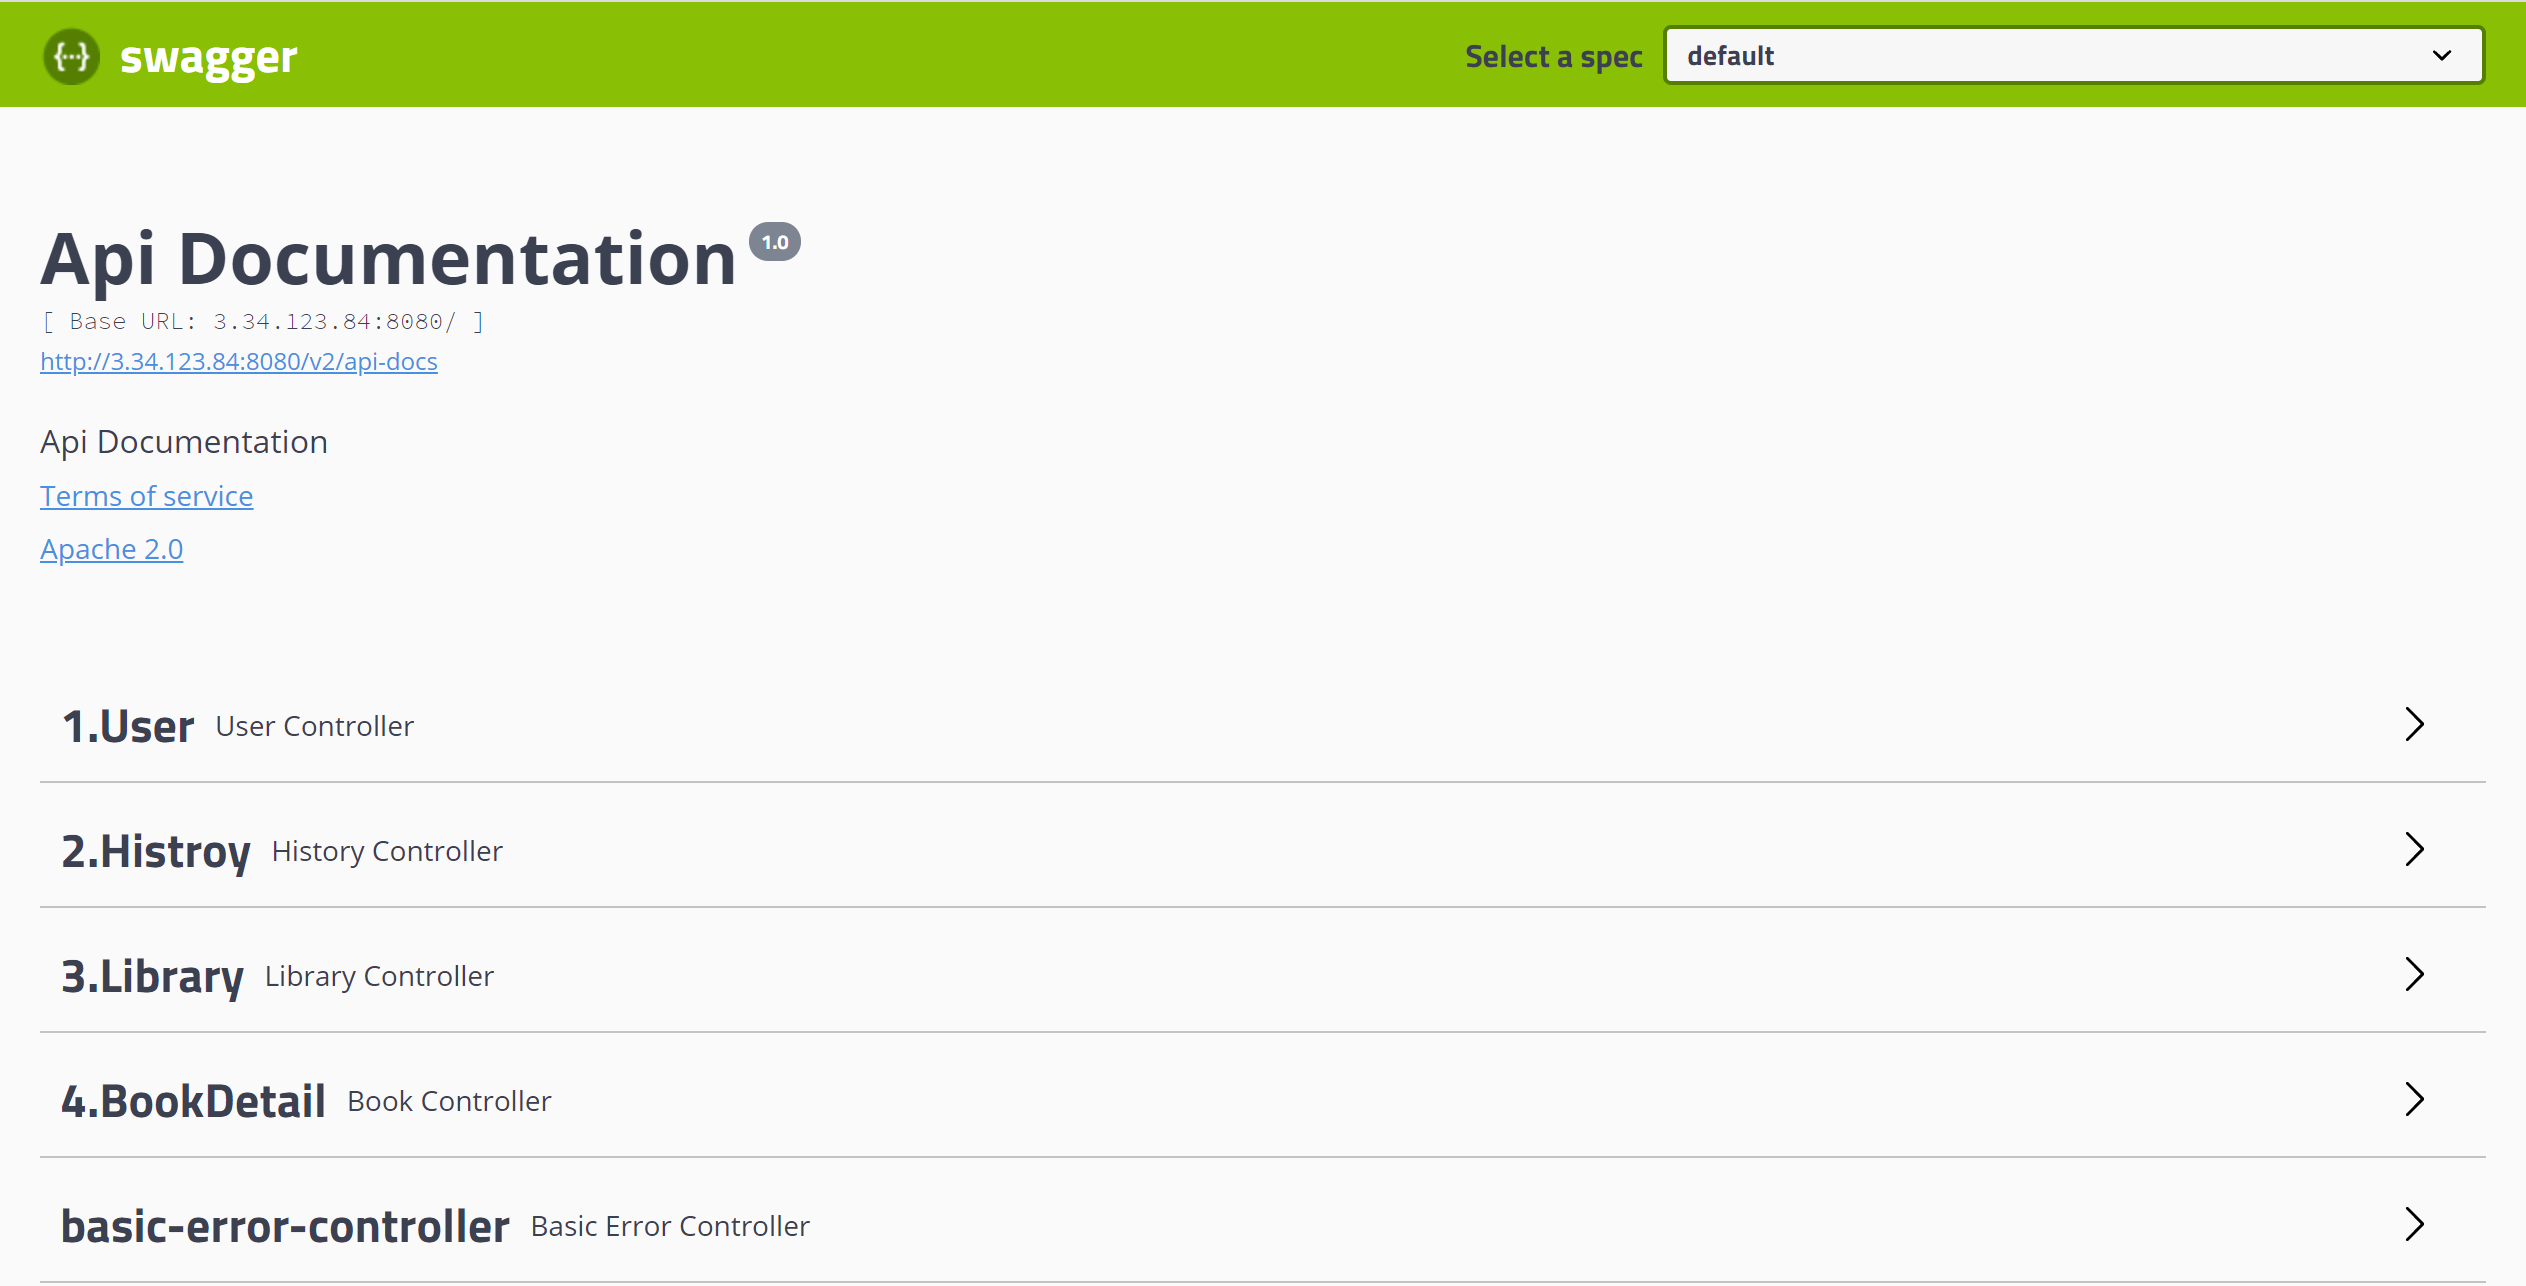 {...} swagger
Select a spec
default
Api Documentation 1.0
[ Base URL: 3.34.123.84:8080/ ]
http://3.34.123.84:8080/v2/api-docs
Api Documentation
Terms of service
Apache 2.0
1.User User Controller
2.Histroy History Controller
3.Library Library Controller
4.BookDetail Book Controller
basic-error-controller Basic Error Controller